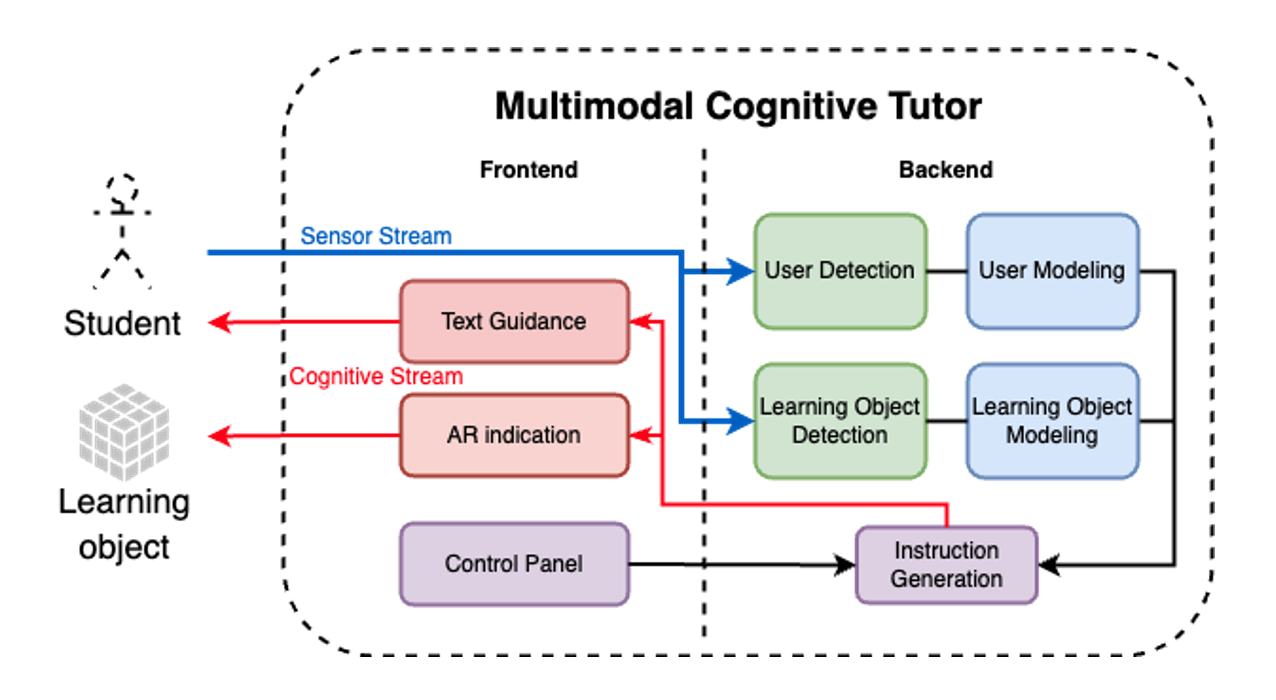 Multimodal Cognitive Tutor
Frontend
Backend
Sensor Stream
User Detection
User Modeling
Student
Text Guidance
Cognitive Stream
Learning Object
Detection
Learning Object
Modeling
AR indication
Learning
object
Control Panel
Instruction
Generation